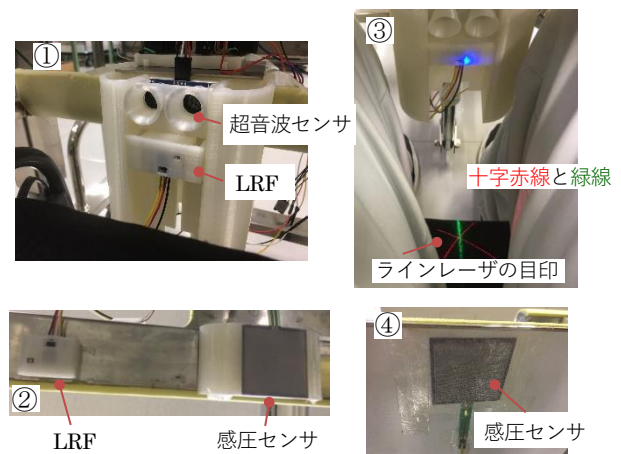 ①
超音波センサ
LRF
③
十字赤線と緑線
ラインレーザの目印
②
LRF
感圧センサ
④
感圧センサ